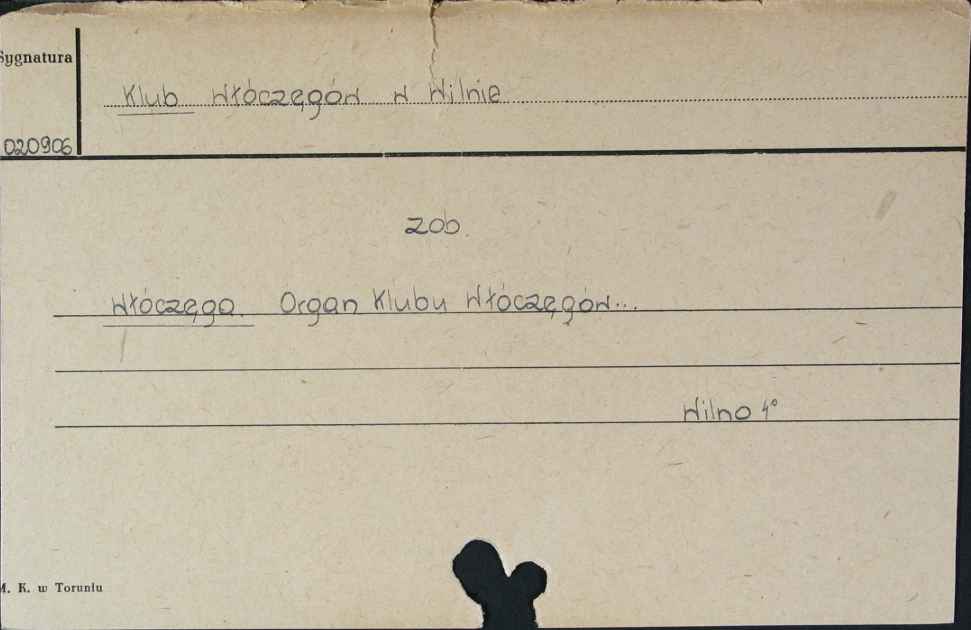 Sygnatura
Klub Włóczęgów w Wilnie
020906
zob.
Włóczęga. Organ Klubu Włóczęgów...
Wilno 4°
M. K. w Toruniu